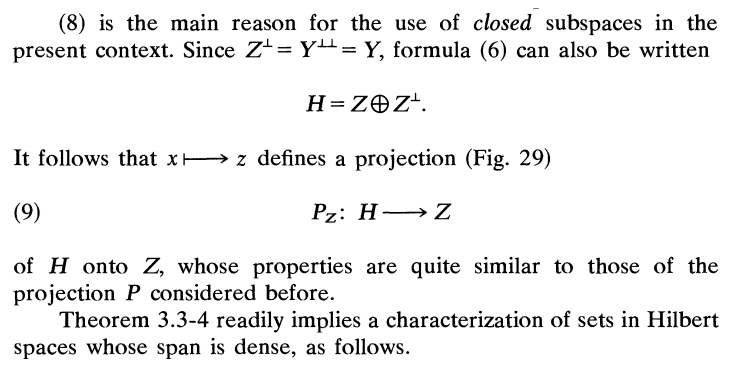 (8) is the main reason for the use of closed subspaces in the
present context. Since Z⊥ = Y⊥⊥ = Y, formula (6) can also be written
H = Z⊕Z⊥.
It follows that x ⟼ z defines a projection (Fig. 29)
(9) P_Z: H ⟶ Z
of H onto Z, whose properties are quite similar to those of the
projection P considered before.
Theorem 3.3-4 readily implies a characterization of sets in Hilbert
spaces whose span is dense, as follows.